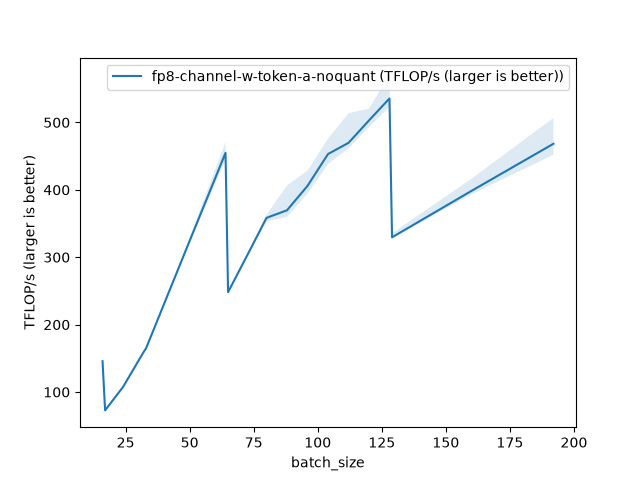 fp8-channel-w-token-a-noquant (TFLOP/s (larger is better))
TFLOP/s (larger is better)
500
400
300
200
100
25 50 75 100 125 150 175 200
batch_size